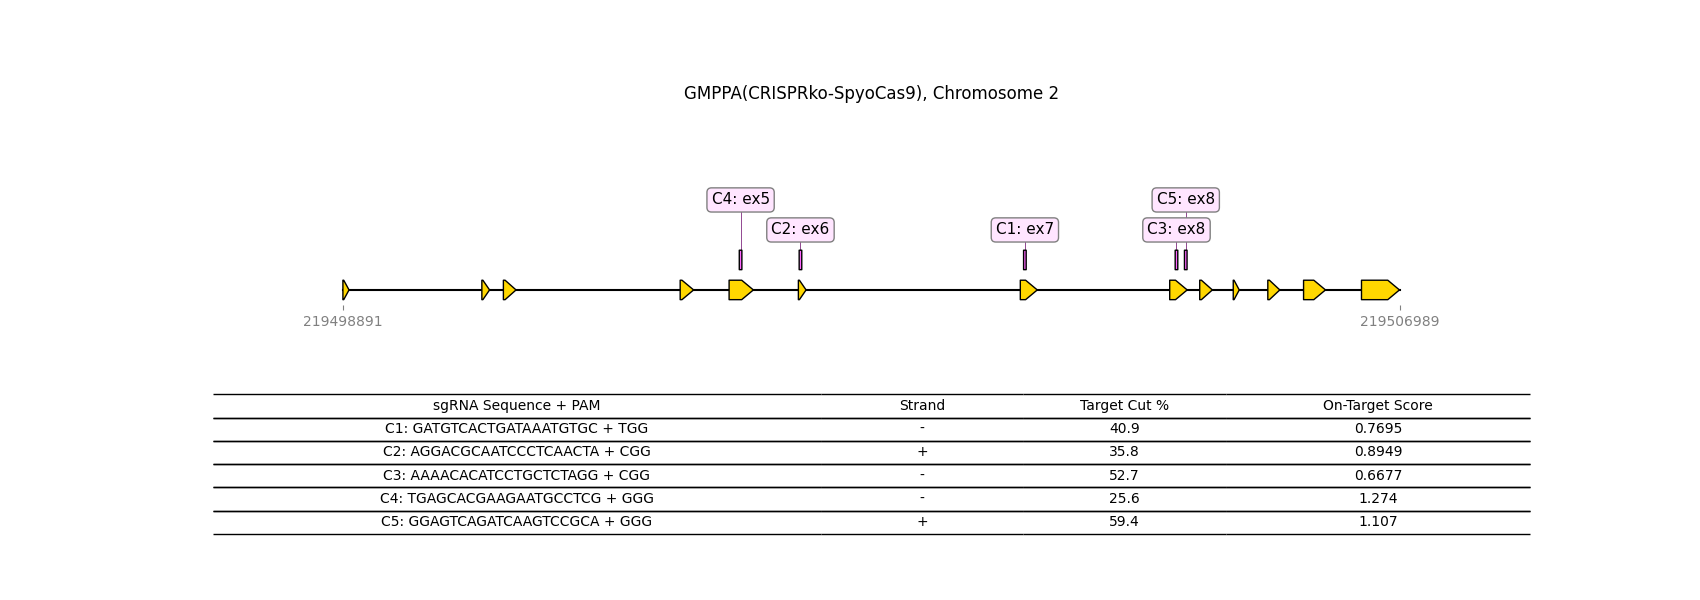 GMPPA(CRISPRko-SpyoCas9), Chromosome 2
C4: ex5
C5: ex8
C2: ex6
C1: ex7
C3: ex8
219498891
219506989
sgRNA Sequence + PAM Strand Target Cut % On-Target Score
C1: GATGTCACTGATAAATGTGC + TGG - 40.9 0.7695
C2: AGGACGCAATCCCTCAACTA + CGG + 35.8 0.8949
C3: AAAACACATCCTGCTCTAGG + CGG - 52.7 0.6677
C4: TGAGCACGAAGAATGCCTCG + GGG - 25.6 1.274
C5: GGAGTCAGATCAAGTCCGCA + GGG + 59.4 1.107